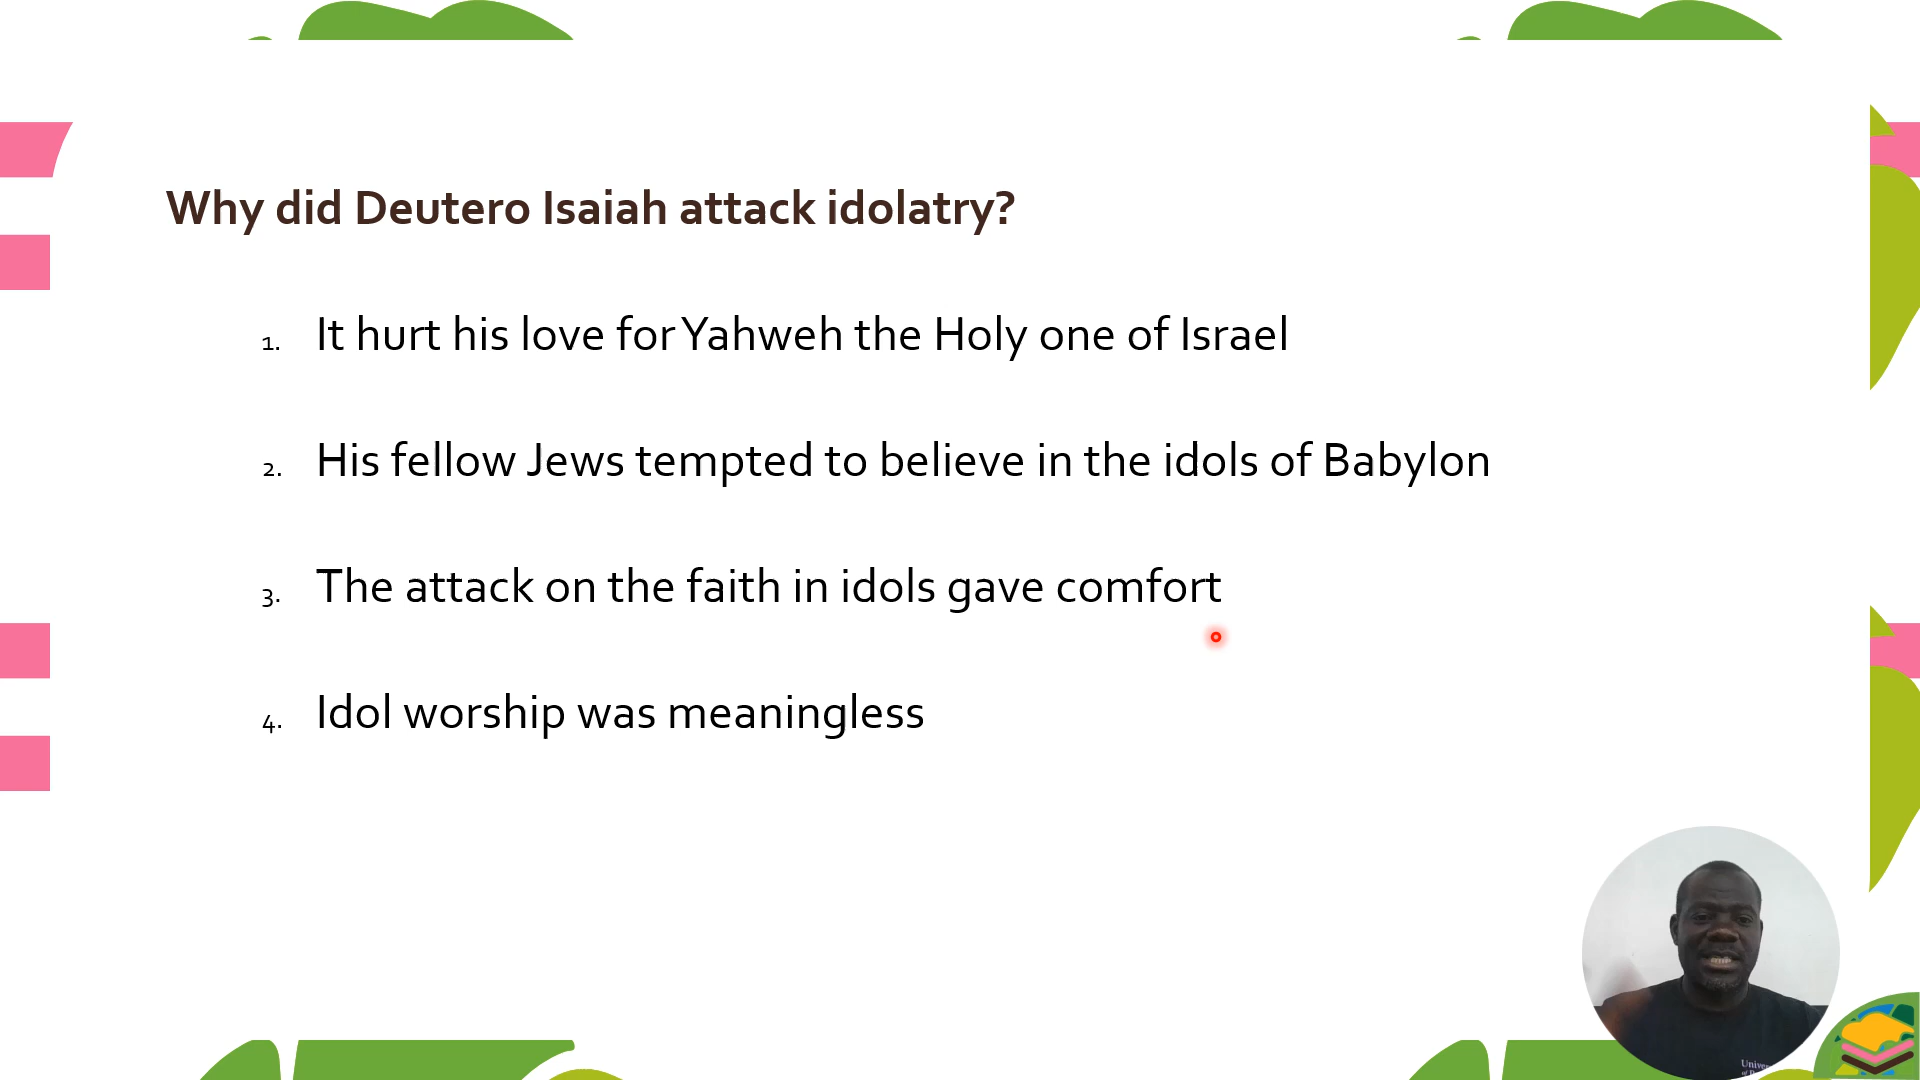 Why did Deutero Isaiah attack idolatry?
1. It hurt his love for Yahweh the Holy one of Israel
2. His fellow Jews tempted to believe in the idols of Babylon
3. The attack on the faith in idols gave comfort
4. Idol worship was meaningless